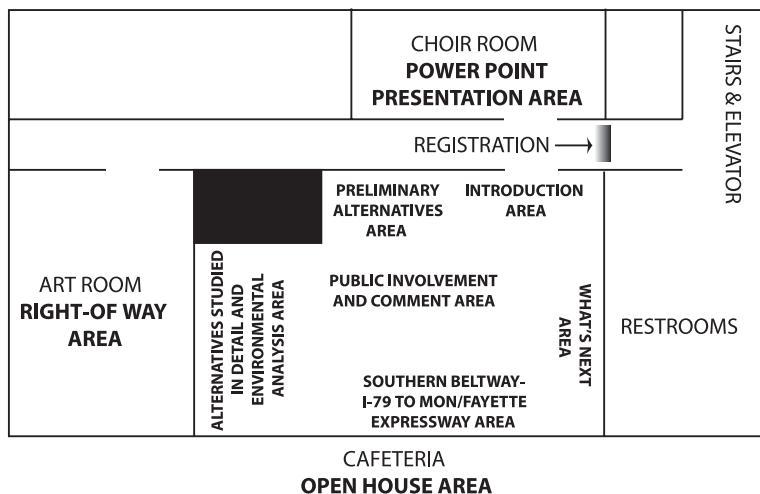 CHOIR ROOM
POWER POINT
PRESENTATION AREA
STAIRS & ELEVATOR
REGISTRATION
PRELIMINARY
ALTERNATIVES
AREA
INTRODUCTION
AREA
ART ROOM
RIGHT-OF WAY
AREA
ALTERNATIVES STUDIED
IN DETAIL AND
ENVIRONMENTAL
ANALYSIS AREA
PUBLIC INVOLVEMENT
AND COMMENT AREA
WHAT'S NEXT
AREA
RESTROOMS
SOUTHERN BELTWAY-
I-79 TO MON/FAYETTE
EXPRESSWAY AREA
CAFETERIA
OPEN HOUSE AREA